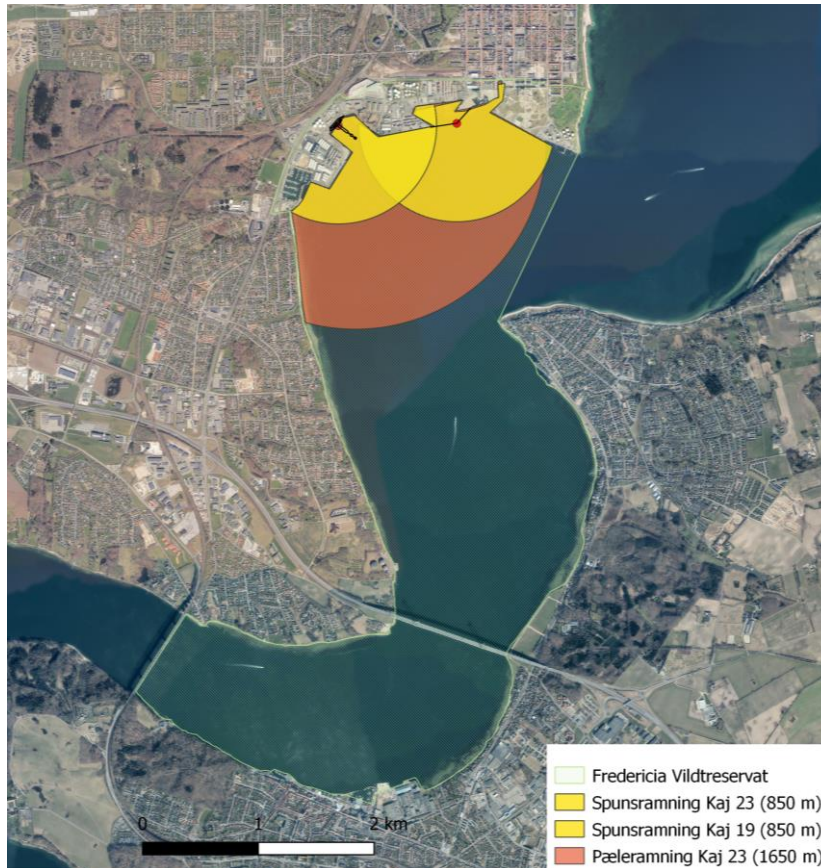 Fredericia Vildtreservat
Spunsramning Kaj 23 (850 m)
Spunsramning Kaj 19 (850 m)
Pæleramning Kaj 23 (1650 m)
0 1 2 km